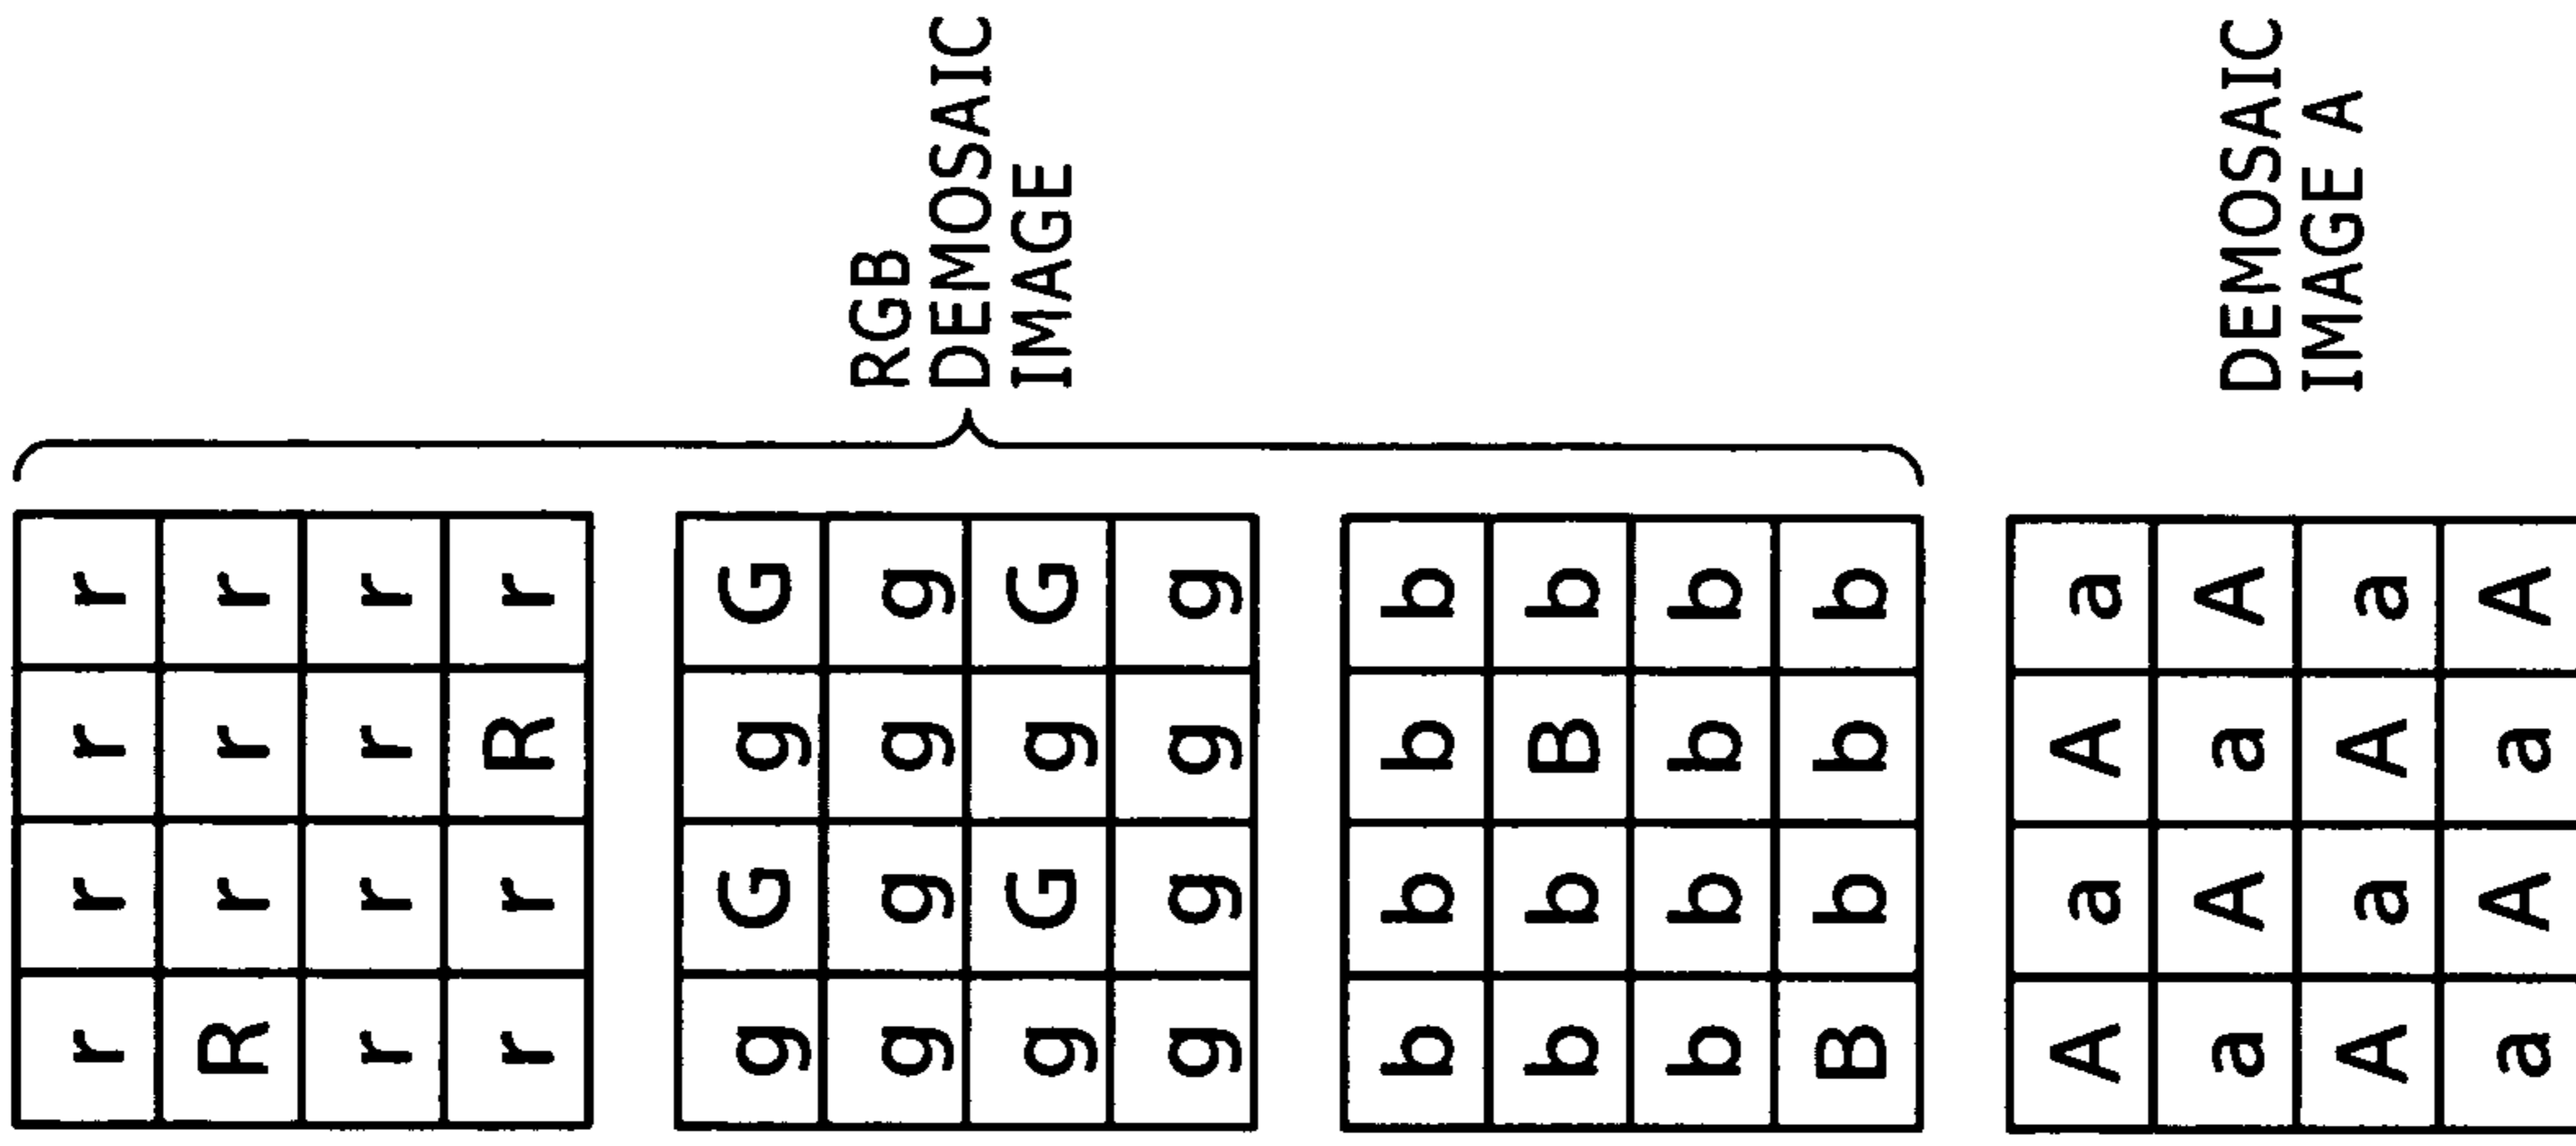 r r r r
R r r r
r r r r
r r R r
g G g G
g g g g
g G g G
g g g g
RGB
DEMOSAIC
IMAGE
b b b b
b b B b
b b b b
B b b b
A a A a
a A a A
A a A a
a A a A
DEMOSAIC
IMAGE A